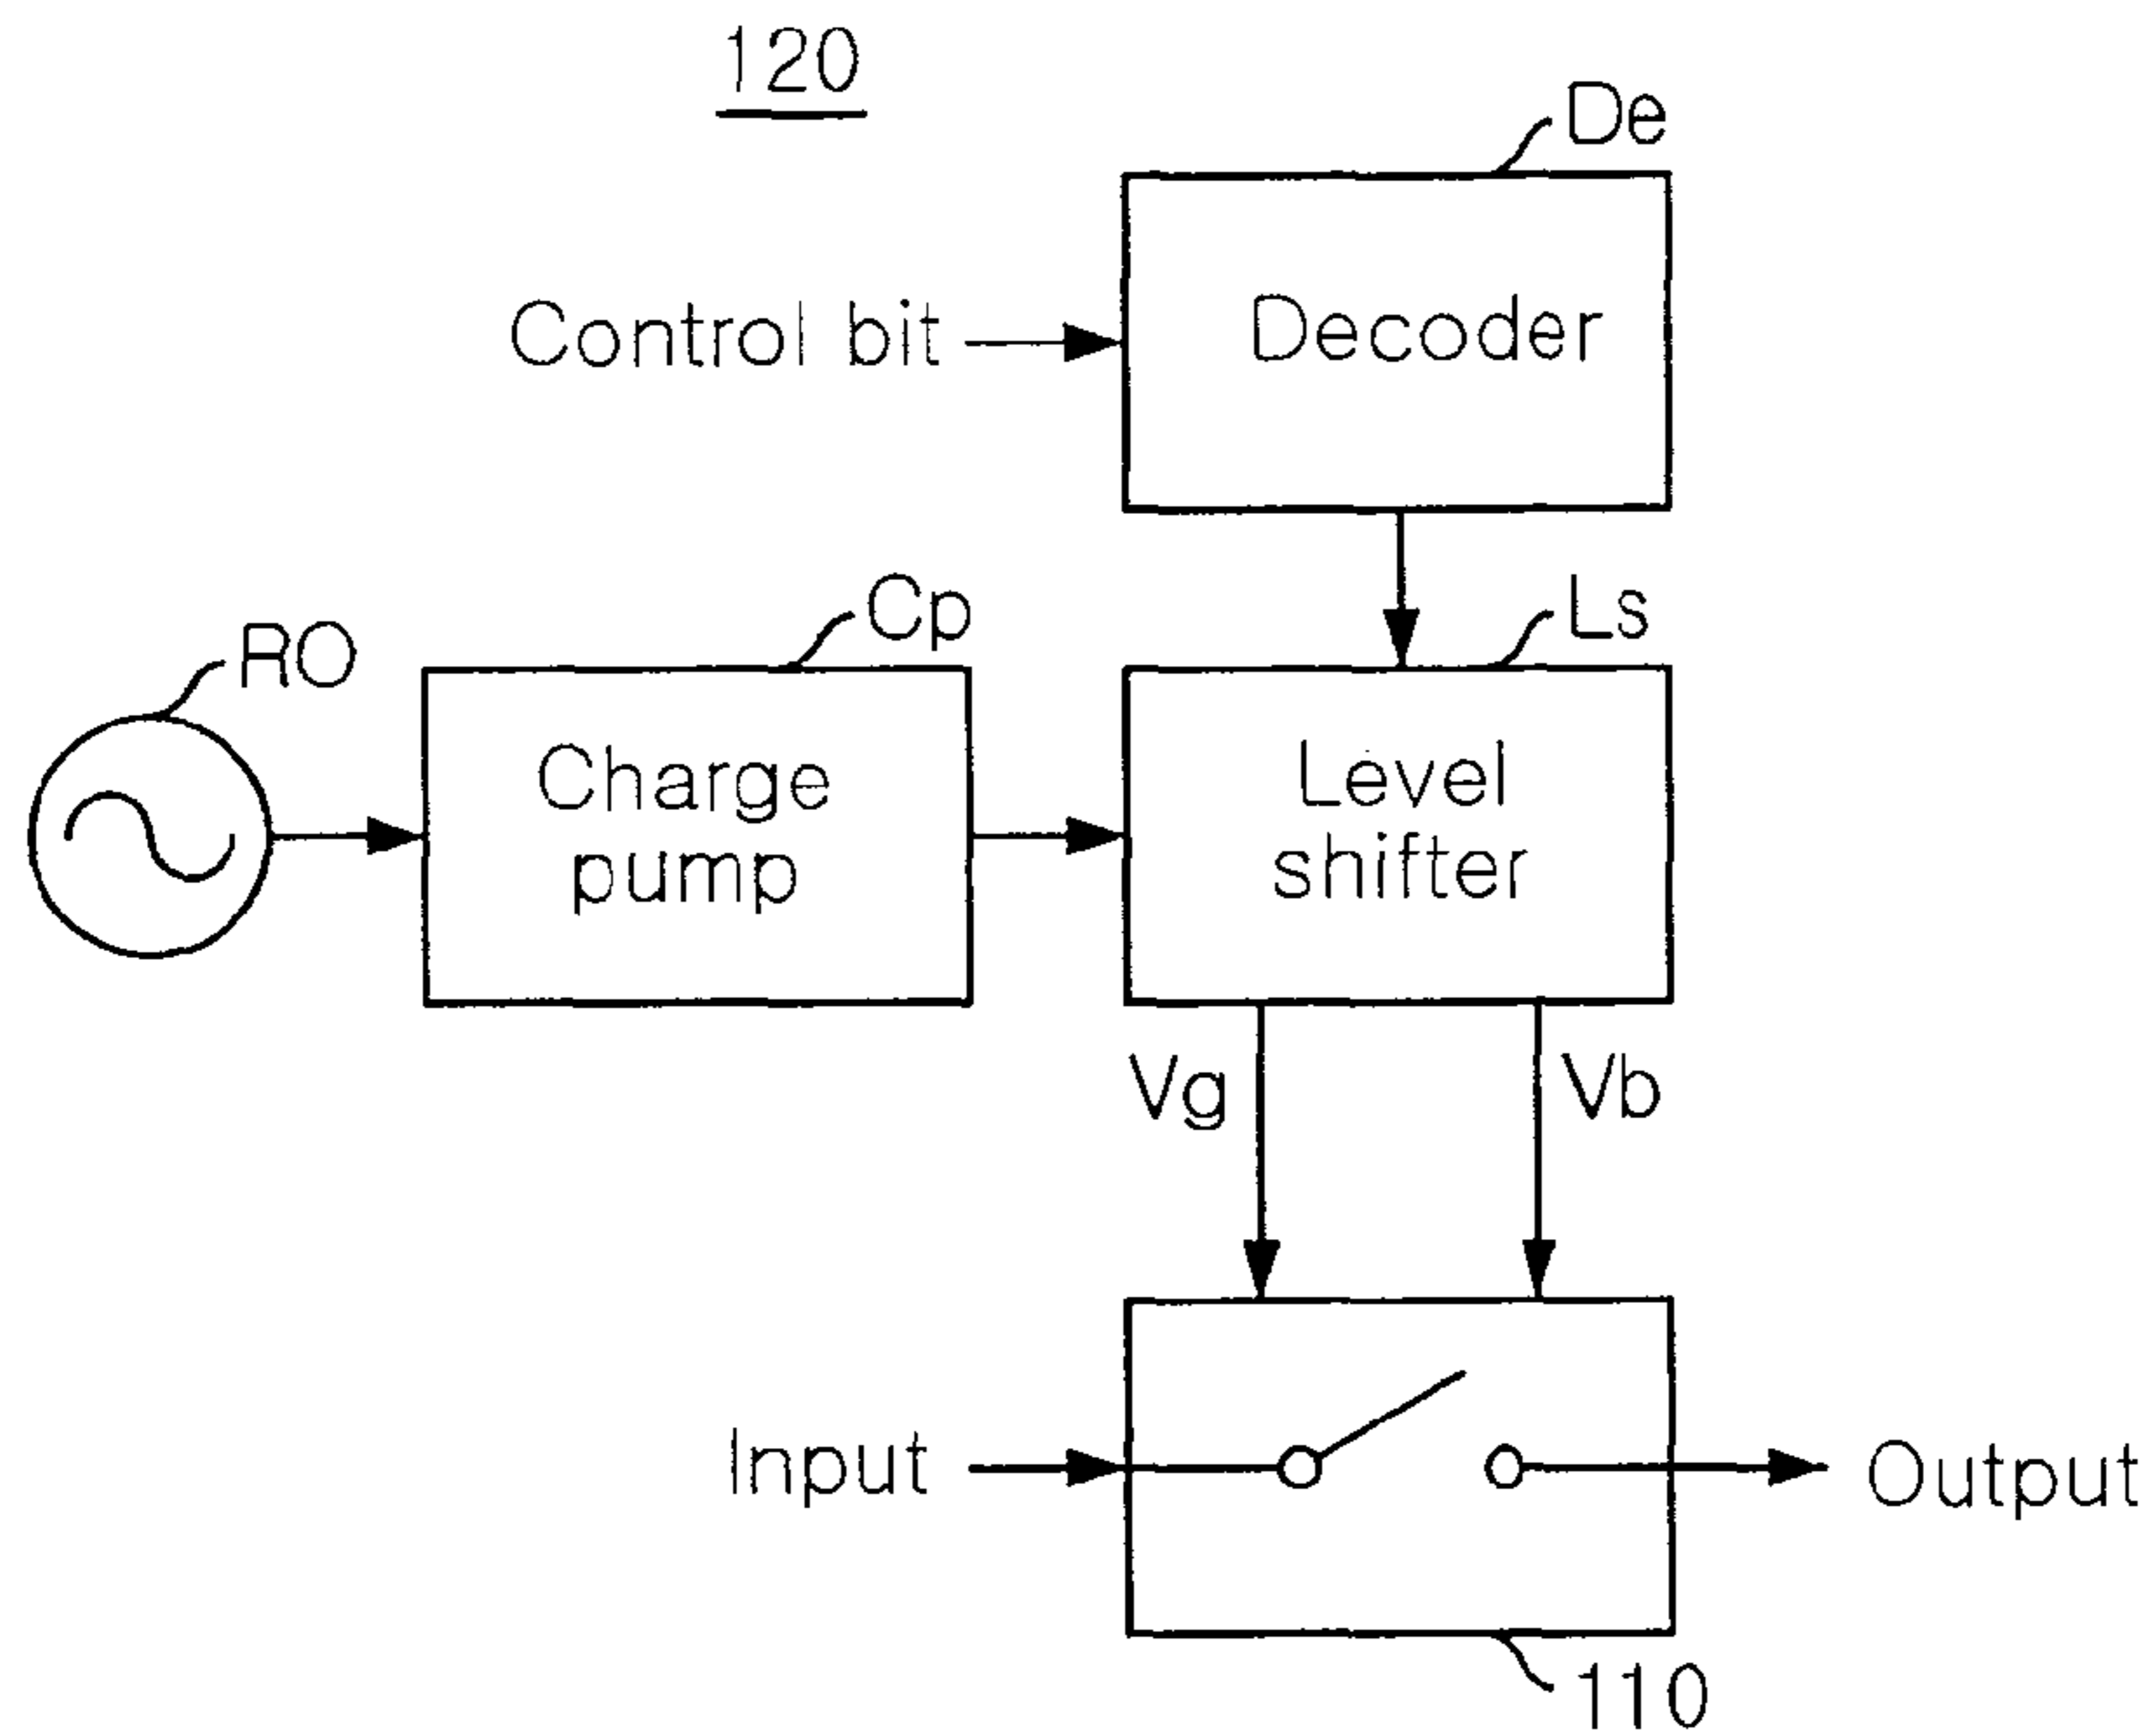 120
De
Control bit
Decoder
Cp
Ls
RO
Charge
pump
Level
shifter
Vg
Vb
Input
Output
110